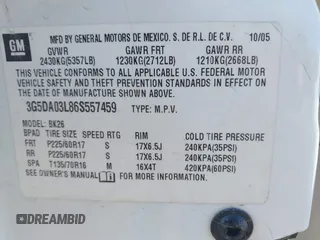 GM
MFD BY GENERAL MOTORS DE MEXICO. S. DE R.L. DE C.V. 10/05
GVWR GAWR FRT GAWR RR
2430KG(5357LB) 1230KG(2712LB) 1210KG(2668LB)
THIS VEHICLE CONFORMS TO ALL APPLICABLE U.S. FEDERAL
MOTOR VEHICLE SAFETY, BUMPER, AND THEFT PREVENTION
STANDARDS IN EFFECT ON THE DATE OF MANUFACTURE SHOWN ABOVE.
3G5DA03L86S557459 TYPE: M.P.V.
MODEL: BK26
BPAD TIRE SIZE SPEED RTG RIM COLD TIRE PRESSURE
FRT P225/60R17 S 17X6.5J 240KPA(35PSI)
RR P225/60R17 S 17X6.5J 240KPA(35PSI)
SPA T135/70R16 M 16X4T 420KPA(60PSI)
SEE OWNER'S MANUAL FOR